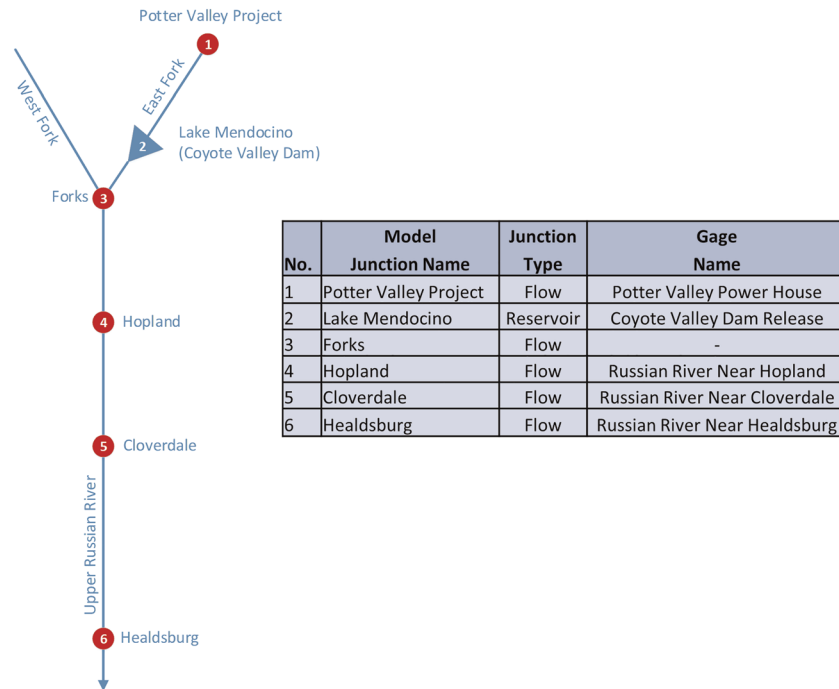 Potter Valley Project
1
East Fork
West Fork
Lake Mendocino
(Coyote Valley Dam)
2
Forks
3
4
Hopland
5
Cloverdale
Upper Russian River
6
Healdsburg
No. Model Junction Name Junction Type Gage Name
1 Potter Valley Project Flow Potter Valley Power House
2 Lake Mendocino Reservoir Coyote Valley Dam Release
3 Forks Flow -
4 Hopland Flow Russian River Near Hopland
5 Cloverdale Flow Russian River Near Cloverdale
6 Healdsburg Flow Russian River Near Healdsburg